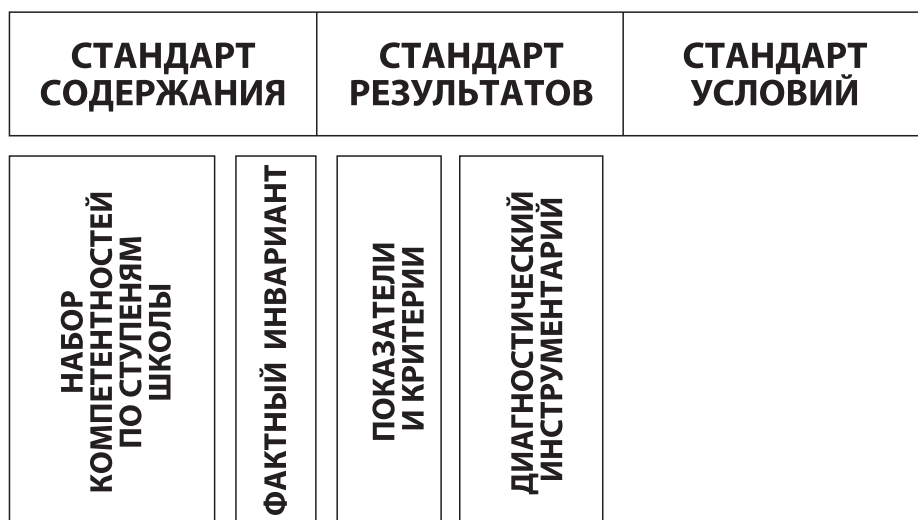 СТАНДАРТ
СОДЕРЖАНИЯ
СТАНДАРТ
РЕЗУЛЬТАТОВ
СТАНДАРТ
УСЛОВИЙ
НАБОР
КОМПЕТЕНТНОСТЕЙ
ПО СТУПЕНЯМ
ШКОЛЫ
ФАКТНЫЙ ИНВАРИАНТ
ПОКАЗАТЕЛИ
И КРИТЕРИИ
ДИАГНОСТИЧЕСКИЙ
ИНСТРУМЕНТАРИЙ